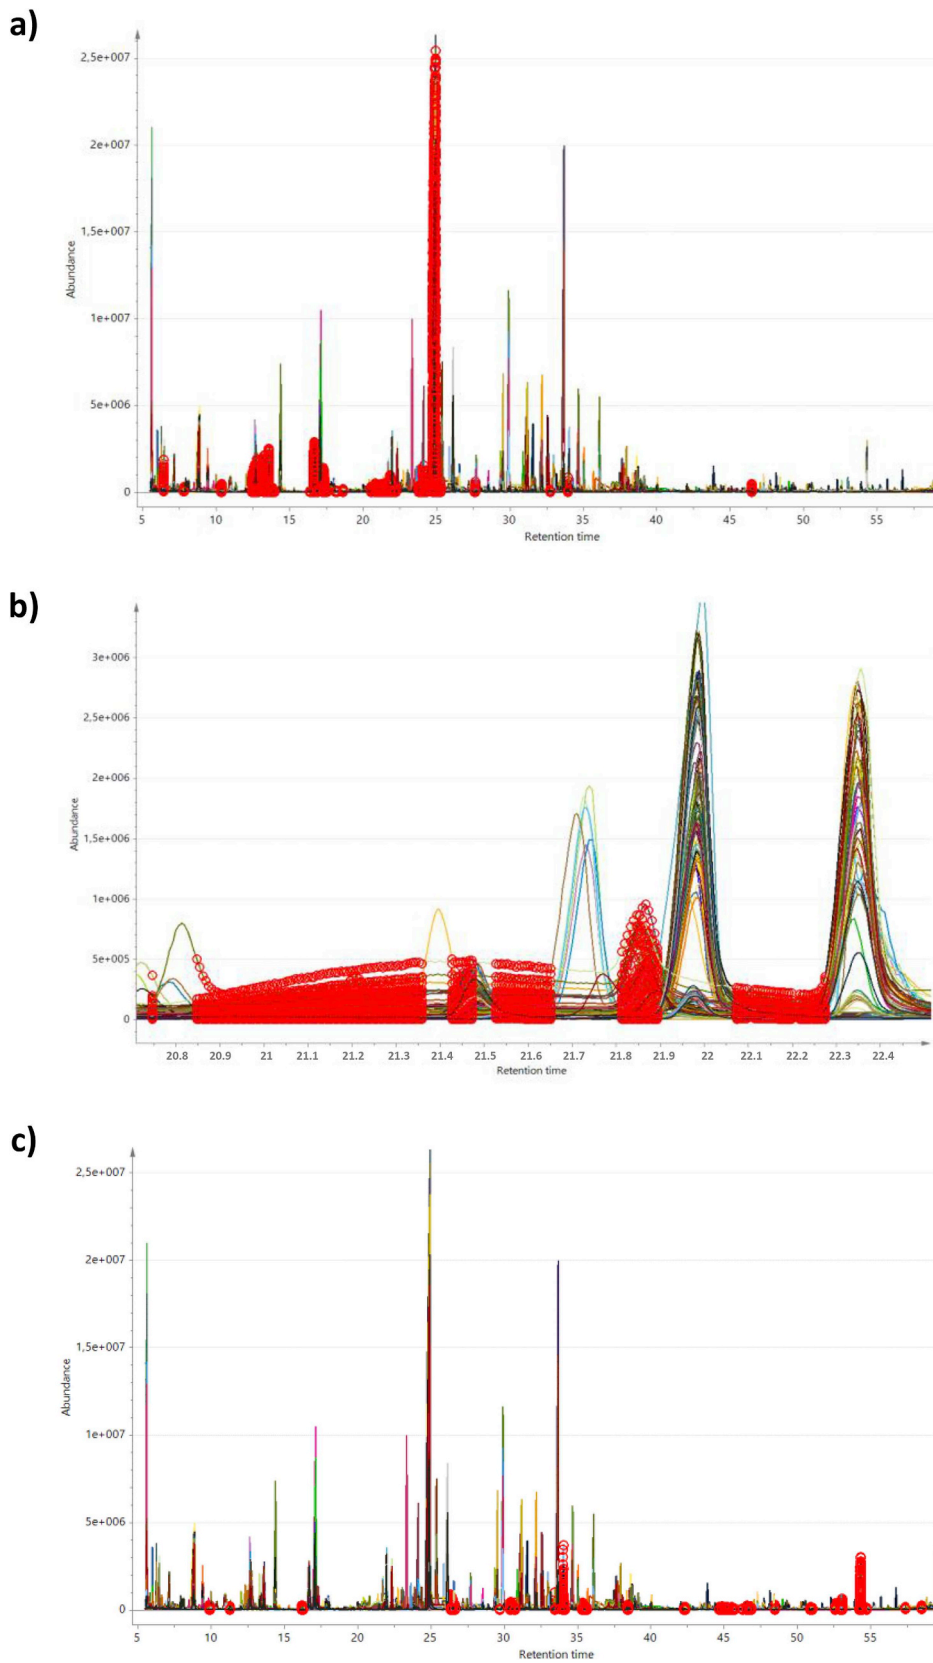 a)
2,5e+007
2e+007
1,5e+007
1e+007
5e+006
0
Abundance
5 10 15 20 25 30 35 40 45 50 55
Retention time
b)
3e+006
2,5e+006
2e+006
1,5e+006
1e+006
5e+005
0
Abundance
20.8 20.9 21 21.1 21.2 21.3 21.4 21.5 21.6 21.7 21.8 21.9 22 22.1 22.2 22.3 22.4
Retention time
c)
2,5e+007
2e+007
1,5e+007
1e+007
5e+006
0
Abundance
5 10 15 20 25 30 35 40 45 50 55
Retention time